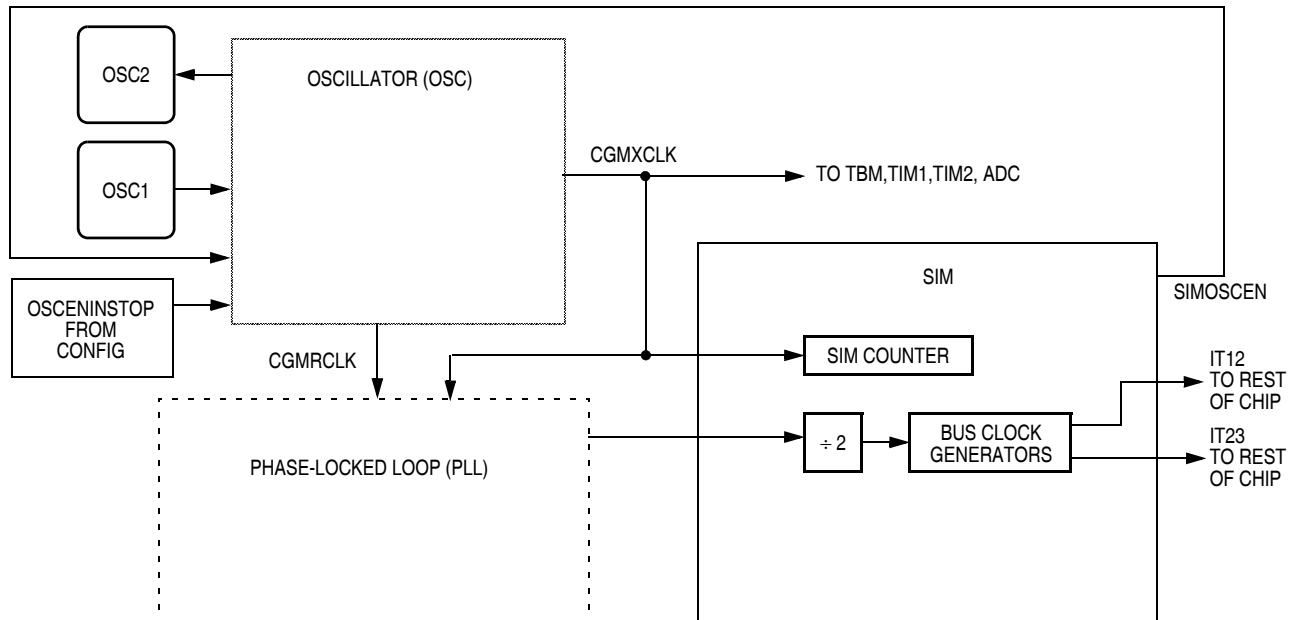 OSC2
OSCILLATOR (OSC)
CGMXCLK
TO TBM,TIM1,TIM2, ADC
OSC1
SIM
SIMOSCEN
OSCENINSTOP
FROM
CONFIG
CGMRCLK
SIM COUNTER
IT12
TO REST
OF CHIP
÷ 2
BUS CLOCK
GENERATORS
IT23
TO REST
OF CHIP
PHASE-LOCKED LOOP (PLL)